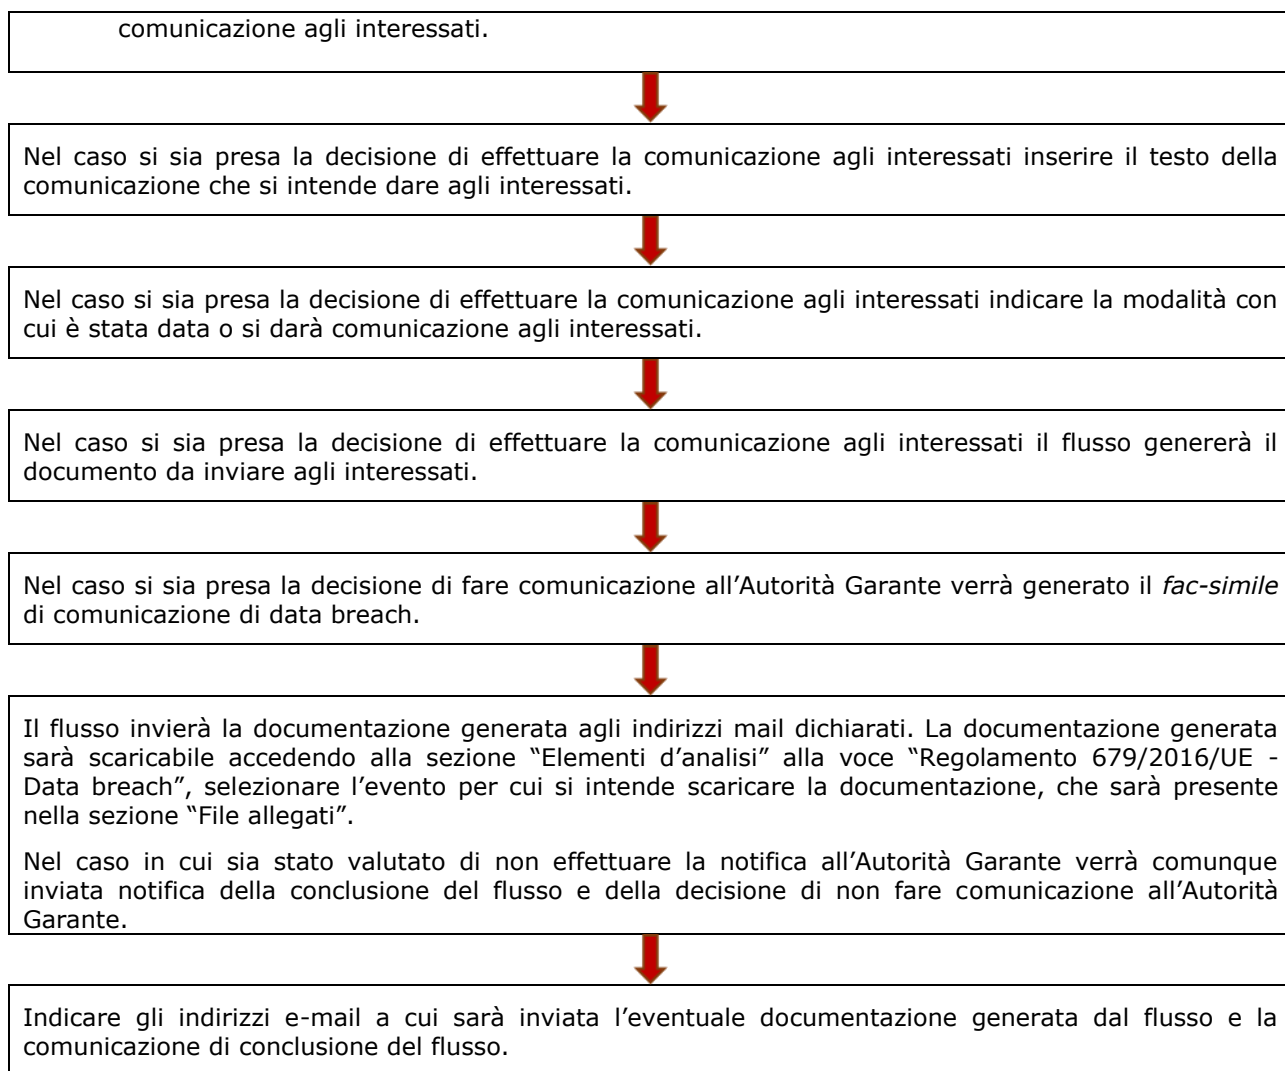 comunicazione agli interessati.
Nel caso si sia presa la decisione di effettuare la comunicazione agli interessati inserire il testo della
comunicazione che si intende dare agli interessati.
Nel caso si sia presa la decisione di effettuare la comunicazione agli interessati indicare la modalità con
cui è stata data o si darà comunicazione agli interessati.
Nel caso si sia presa la decisione di effettuare la comunicazione agli interessati il flusso genererà il
documento da inviare agli interessati.
Nel caso si sia presa la decisione di fare comunicazione all’Autorità Garante verrà generato il fac-simile
di comunicazione di data breach.
Il flusso invierà la documentazione generata agli indirizzi mail dichiarati. La documentazione generata
sarà scaricabile accedendo alla sezione “Elementi d’analisi” alla voce “Regolamento 679/2016/UE -
Data breach”, selezionare l’evento per cui si intende scaricare la documentazione, che sarà presente
nella sezione “File allegati”.
Nel caso in cui sia stato valutato di non effettuare la notifica all’Autorità Garante verrà comunque
inviata notifica della conclusione del flusso e della decisione di non fare comunicazione all’Autorità
Garante.
Indicare gli indirizzi e-mail a cui sarà inviata l’eventuale documentazione generata dal flusso e la
comunicazione di conclusione del flusso.